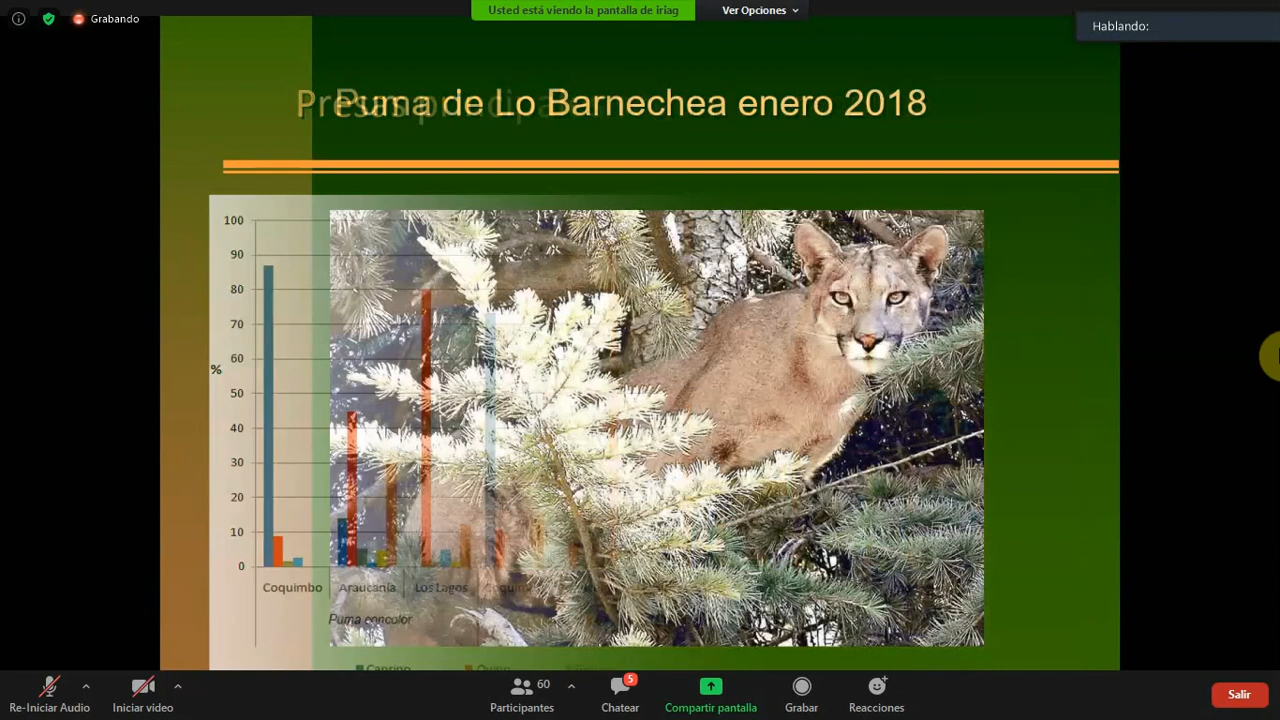 Grabando
Usted está viendo la pantalla de iriag
Ver Opciones
Hablando:
Puma de Lo Barnechea enero 2018
100
90
80
70
60
%
50
40
30
20
10
0
Coquimbo
Araucanía
Los Lagos
Puma concolor
Caprino
Ovino
Re-Iniciar Audio
Iniciar video
60
Participantes
5
Chatear
Compartir pantalla
Grabar
Reacciones
Salir